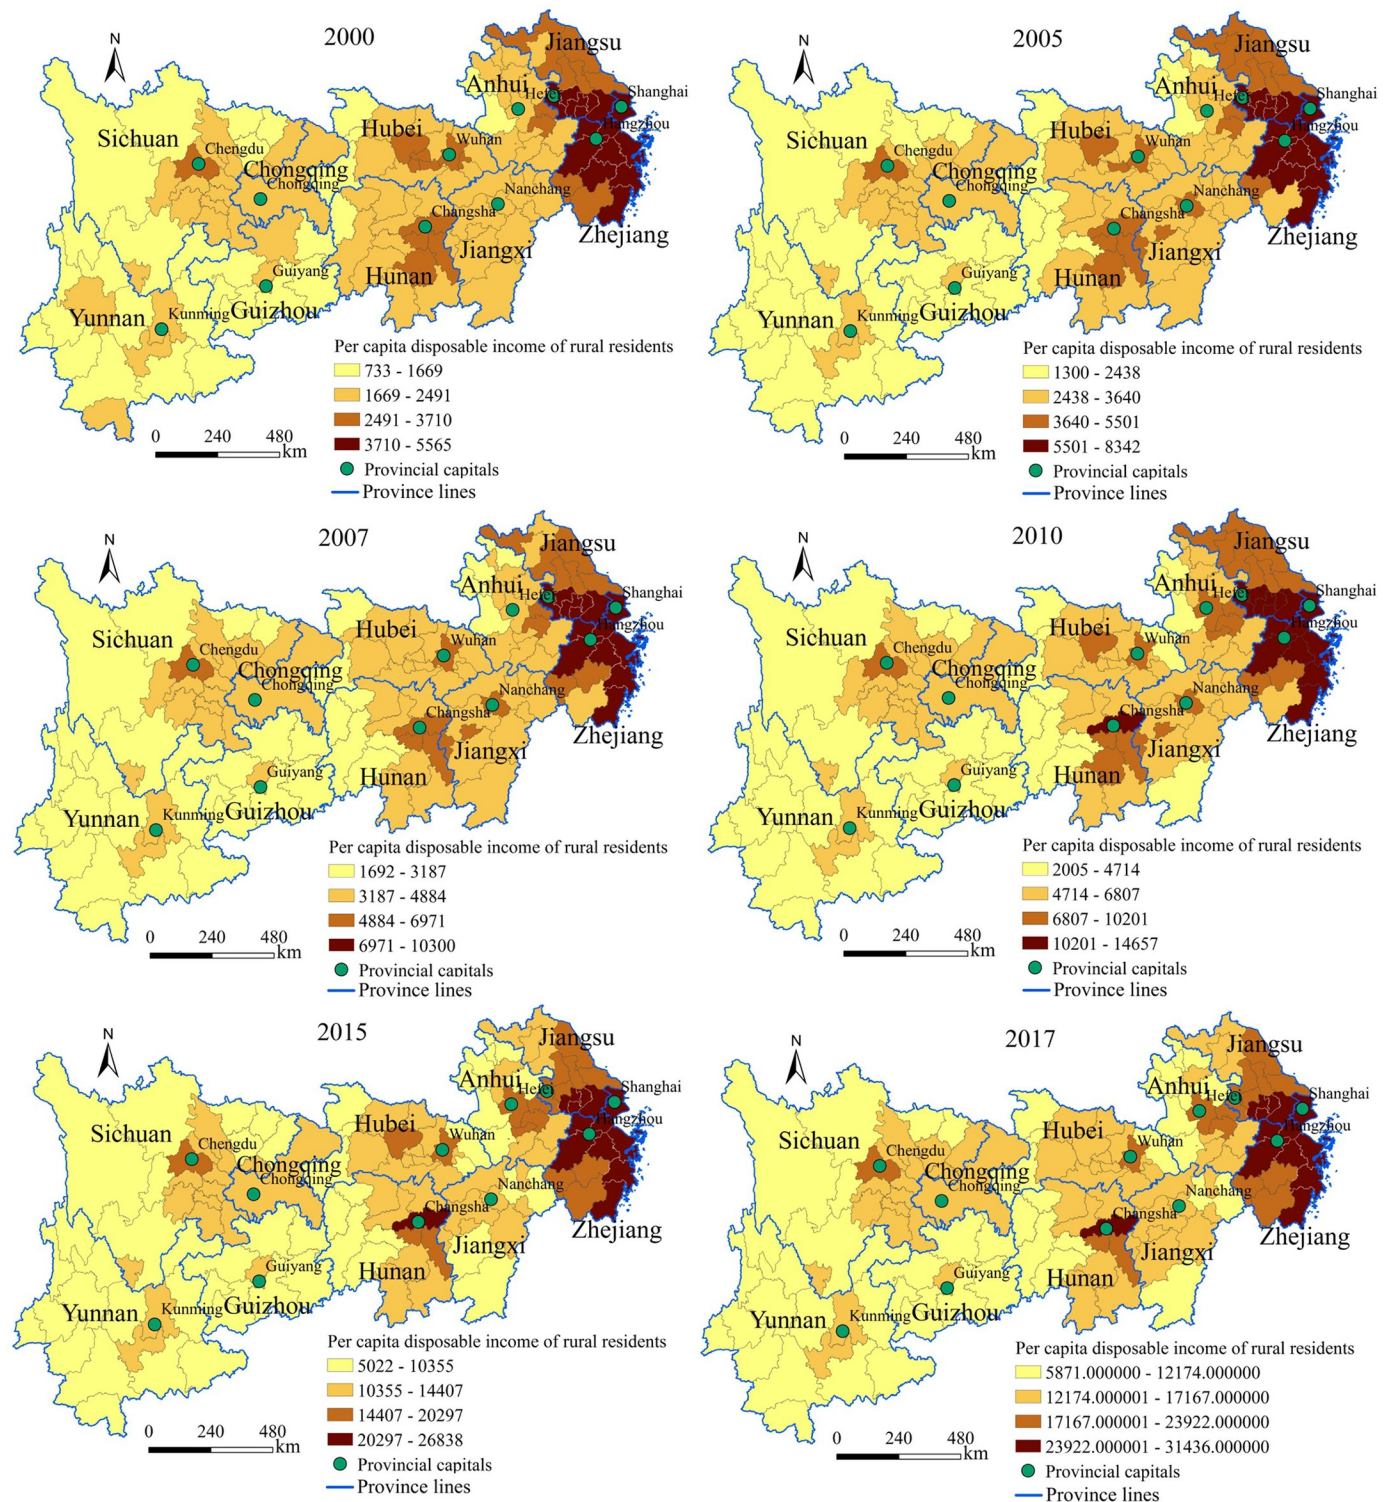 2000
N
Jiangsu
Anhui
Hefei
Shanghai
Hangzhou
Sichuan
Hubei
Wuhan
Chengdu
Chongqing
Chongqing
Nanchang
Changsha
Zhejiang
Jiangxi
Hunan
Guiyang
Guizhou
Yunnan
Kunming
Per capita disposable income of rural residents
733 - 1669
1669 - 2491
2491 - 3710
3710 - 5565
Provincial capitals
Province lines
0 240 480
km
2005
N
Jiangsu
Anhui
Hefei
Shanghai
Hangzhou
Sichuan
Hubei
Wuhan
Chengdu
Chongqing
Chongqing
Nanchang
Changsha
Zhejiang
Jiangxi
Hunan
Guiyang
Guizhou
Yunnan
Kunming
Per capita disposable income of rural residents
1300 - 2438
2438 - 3640
3640 - 5501
5501 - 8342
Provincial capitals
Province lines
0 240 480
km
2007
N
Jiangsu
Anhui
Hefei
Shanghai
Hangzhou
Sichuan
Hubei
Wuhan
Chengdu
Chongqing
Chongqing
Nanchang
Changsha
Zhejiang
Jiangxi
Hunan
Guiyang
Guizhou
Yunnan
Kunming
Per capita disposable income of rural residents
1692 - 3187
3187 - 4884
4884 - 6971
6971 - 10300
Provincial capitals
Province lines
0 240 480
km
2010
N
Jiangsu
Anhui
Hefei
Shanghai
Hangzhou
Sichuan
Hubei
Wuhan
Chengdu
Chongqing
Chongqing
Nanchang
Changsha
Zhejiang
Jiangxi
Hunan
Guiyang
Guizhou
Yunnan
Kunming
Per capita disposable income of rural residents
2005 - 4714
4714 - 6807
6807 - 10201
10201 - 14657
Provincial capitals
Province lines
0 240 480
km
2015
N
Jiangsu
Anhui
Hefei
Shanghai
Hangzhou
Sichuan
Hubei
Wuhan
Chengdu
Chongqing
Chongqing
Nanchang
Changsha
Zhejiang
Jiangxi
Hunan
Guiyang
Guizhou
Yunnan
Kunming
Per capita disposable income of rural residents
5022 - 10355
10355 - 14407
14407 - 20297
20297 - 26838
Provincial capitals
Province lines
0 240 480
km
2017
N
Jiangsu
Anhui
Hefei
Shanghai
Hangzhou
Sichuan
Hubei
Wuhan
Chengdu
Chongqing
Chongqing
Nanchang
Changsha
Zhejiang
Jiangxi
Hunan
Guiyang
Guizhou
Yunnan
Kunming
Per capita disposable income of rural residents
5871.000000 - 12174.000000
12174.000001 - 17167.000000
17167.000001 - 23922.000000
23922.000001 - 31436.000000
Provincial capitals
Province lines
0 240 480
km